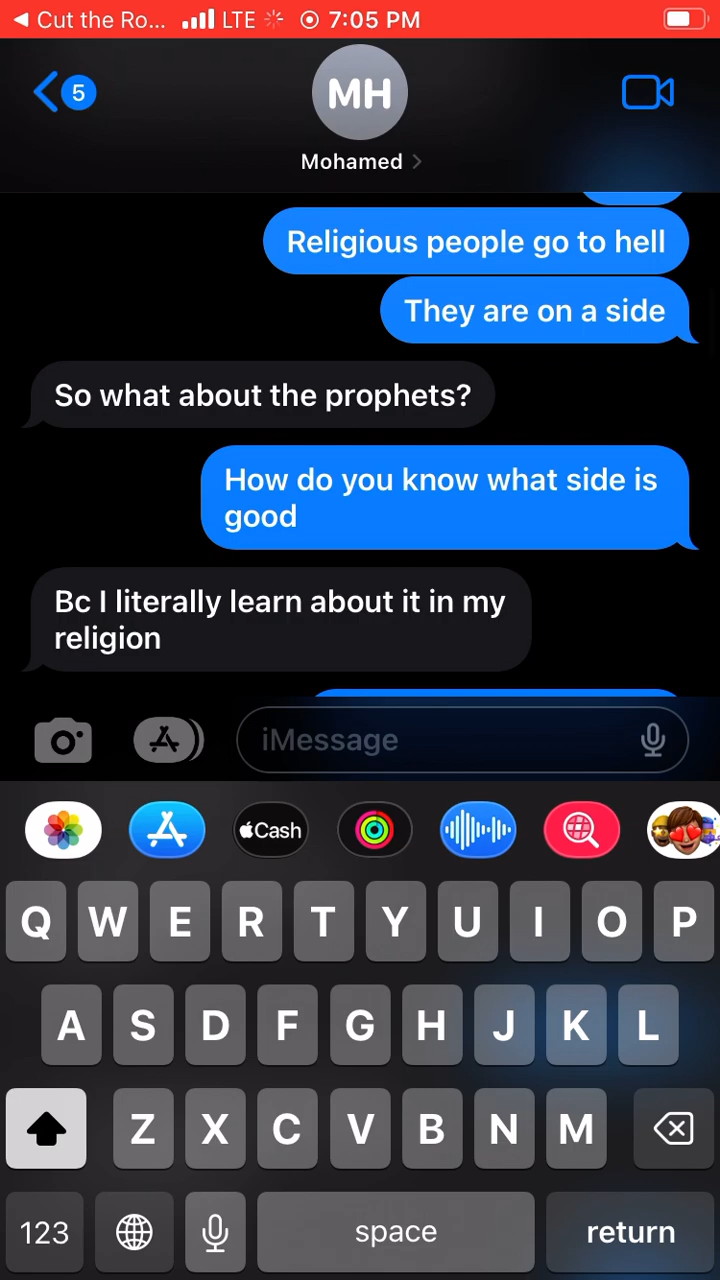 Cut the Ro... LTE 7:05 PM
5
MH
Mohamed
Religious people go to hell
They are on a side
So what about the prophets?
How do you know what side is
good
Bc I literally learn about it in my
religion
iMessage
Cash
Q W E R T Y U I O P
A S D F G H J K L
Z X C V B N M
123 space return